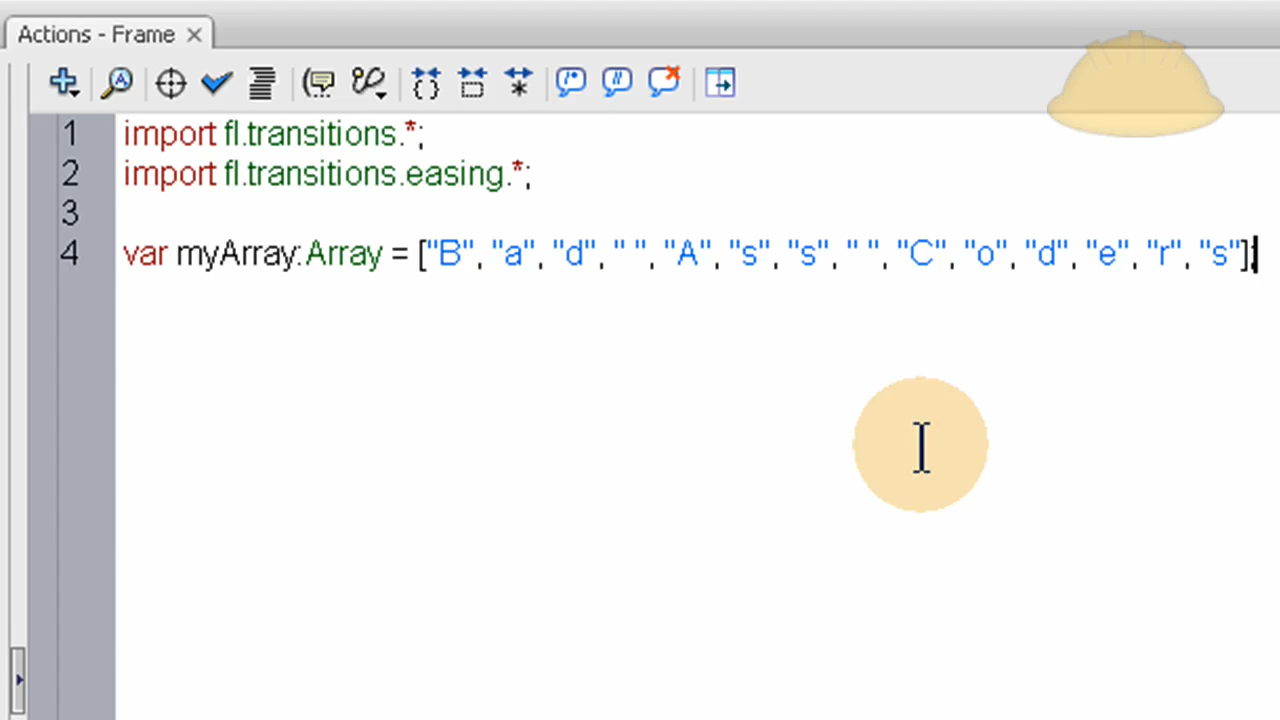 Actions - Frame
1 import fl.transitions.*;
2 import fl.transitions.easing.*;
3
4 var myArray:Array = ["B", "a", "d", " ", "A", "s", "s", " ", "C", "o", "d", "e", "r", "s"];